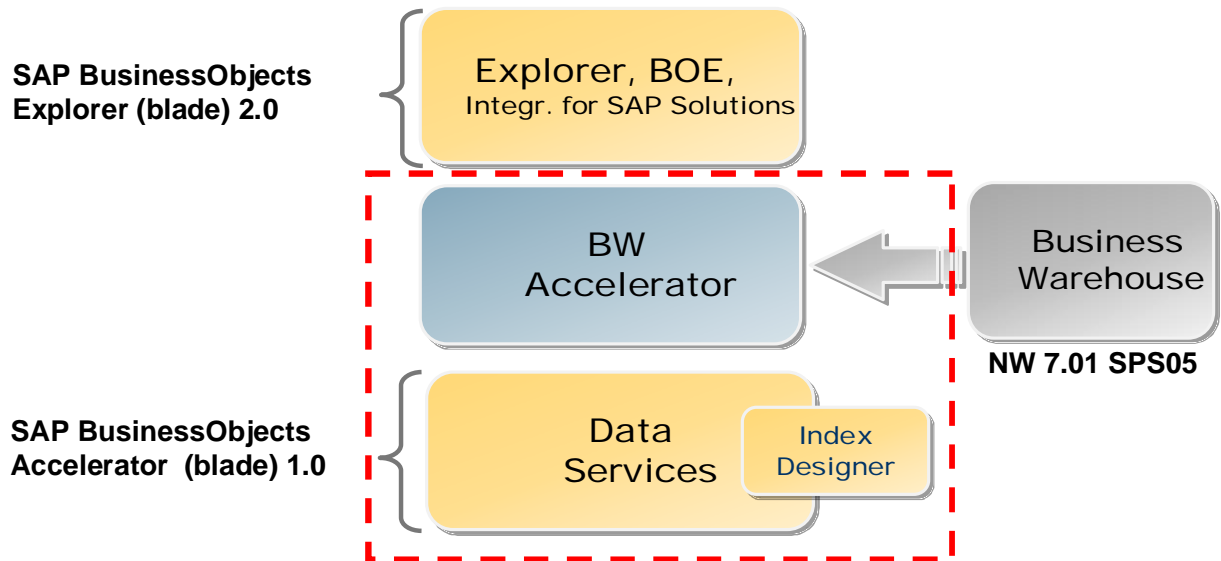 SAP BusinessObjects
Explorer (blade) 2.0
Explorer, BOE,
Integr. for SAP Solutions
BW
Accelerator
Business
Warehouse
NW 7.01 SPS05
SAP BusinessObjects
Accelerator (blade) 1.0
Data
Services
Index
Designer